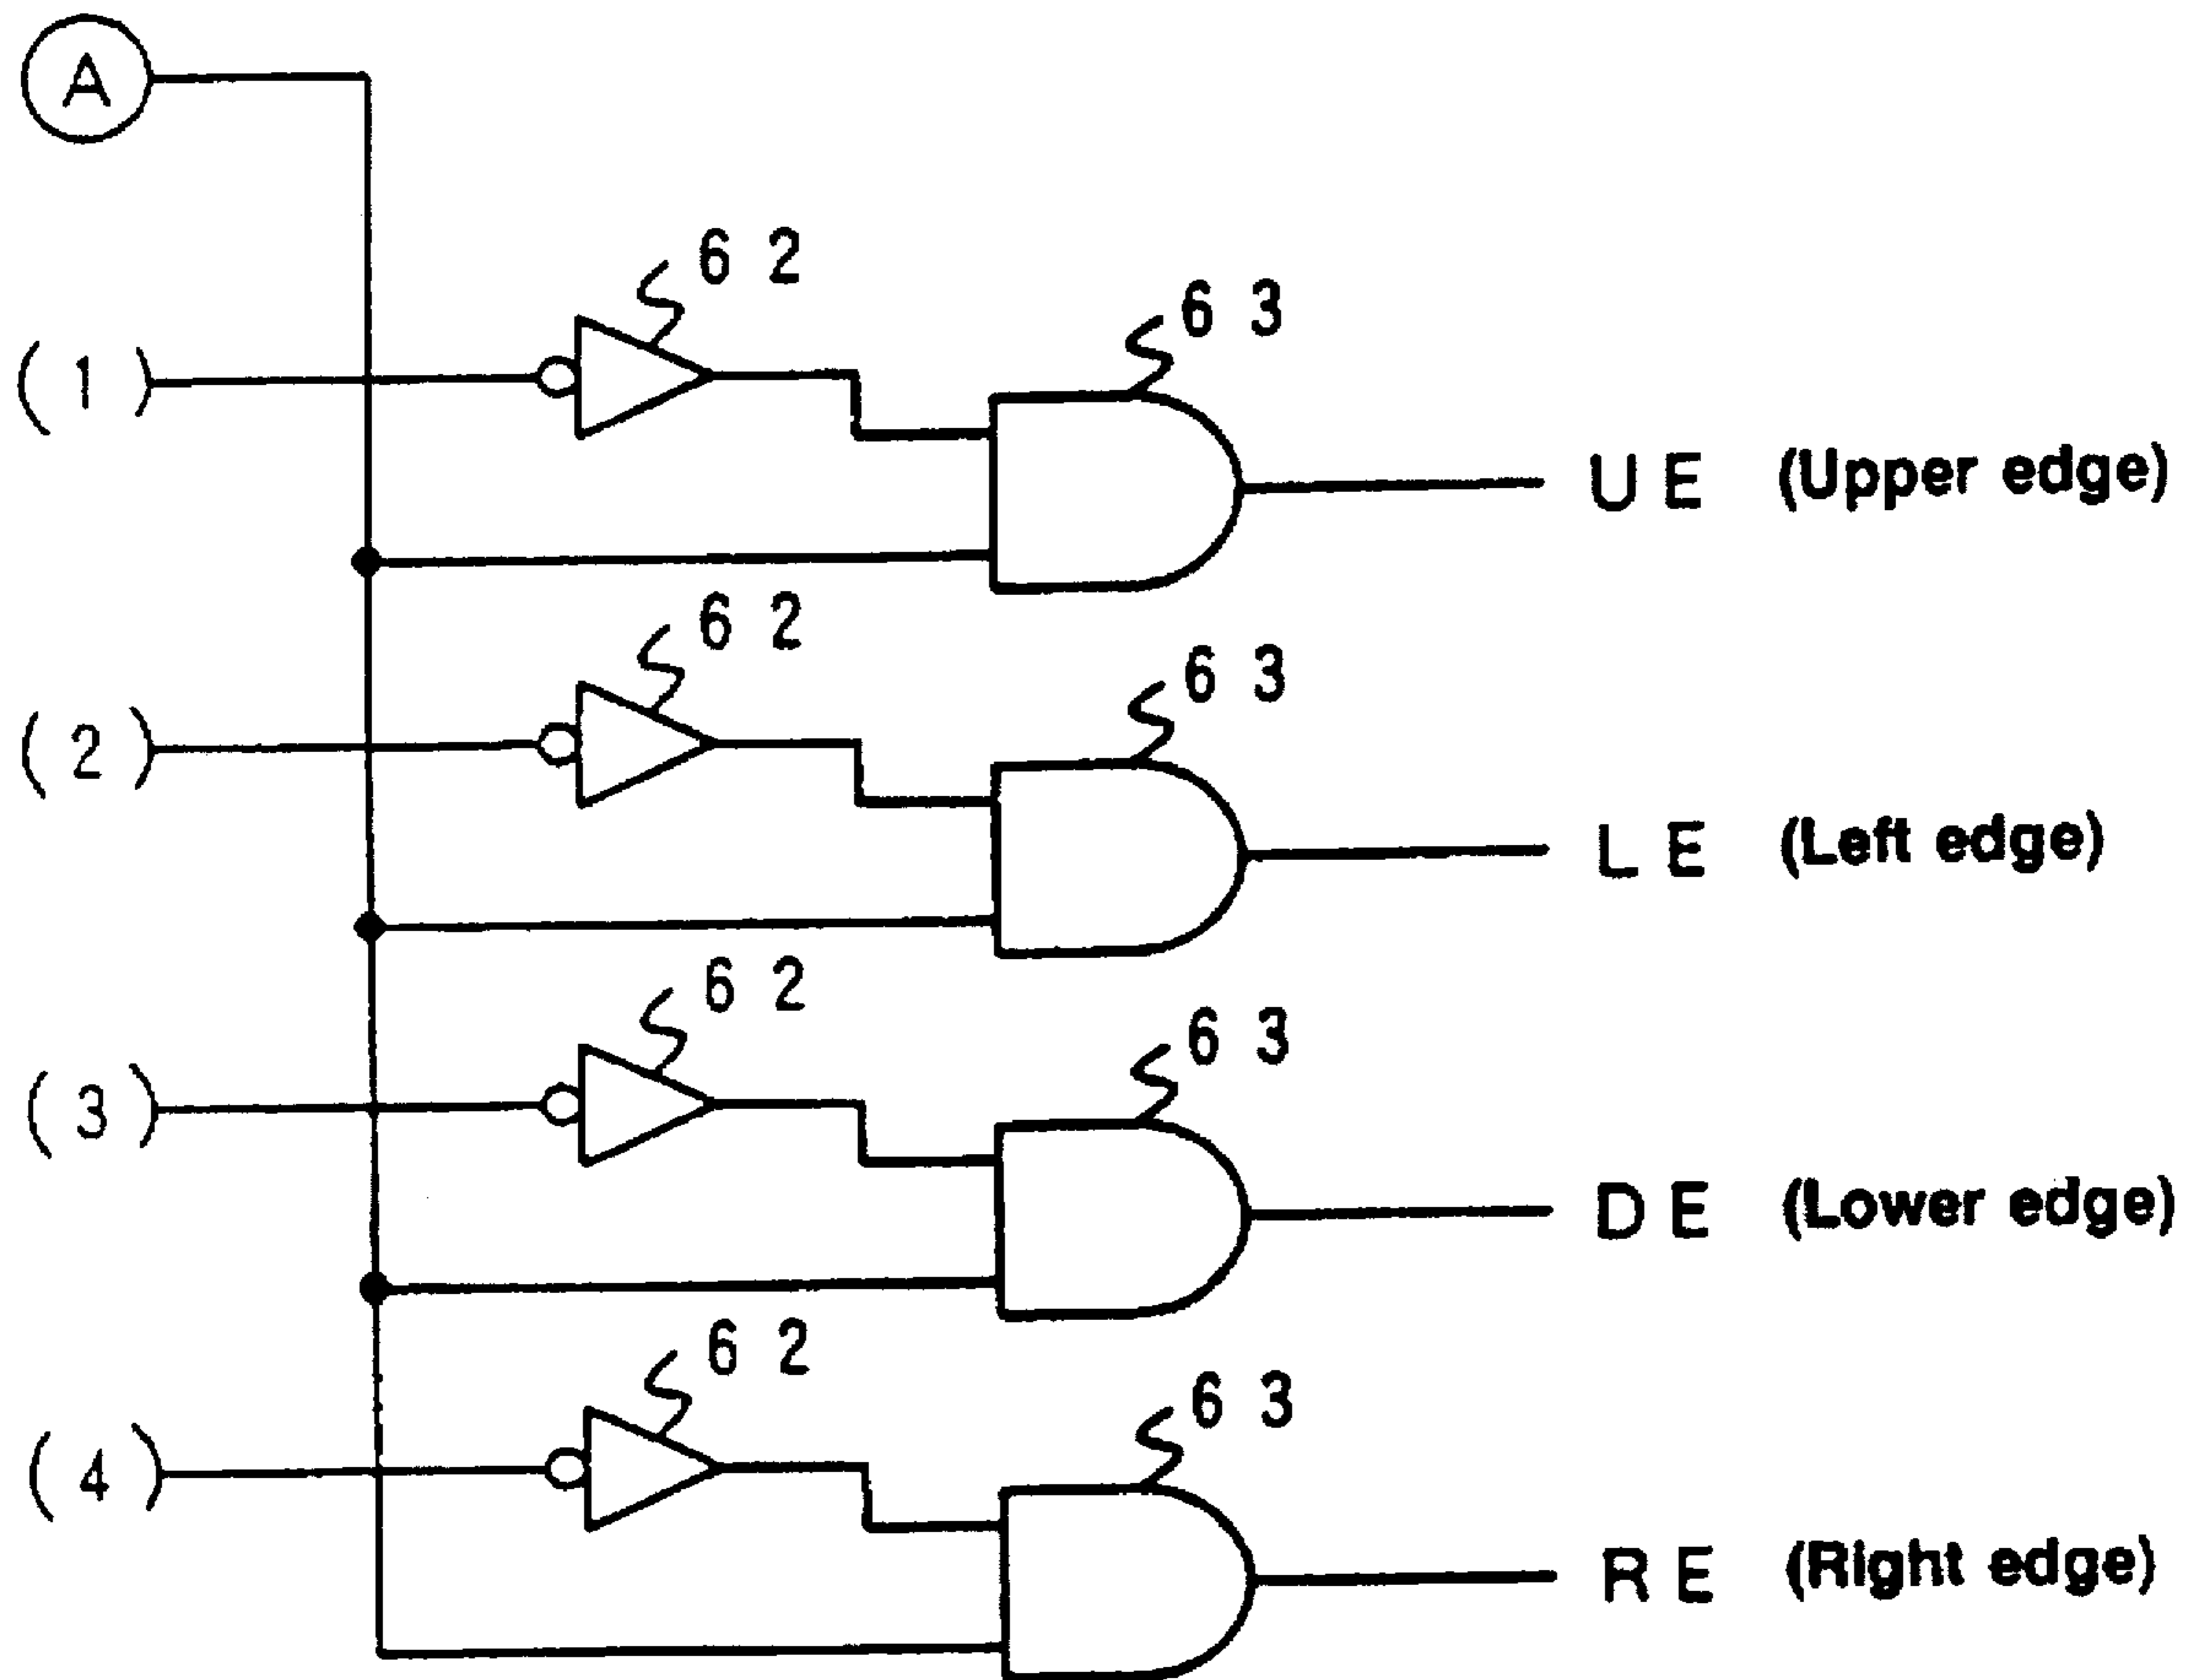 A
6 2
6 3
( 1 )
U E (Upper edge)
6 2
6 3
( 2 )
L E (Left edge)
6 2
6 3
( 3 )
D E (Lower edge)
6 2
6 3
( 4 )
R E (Right edge)